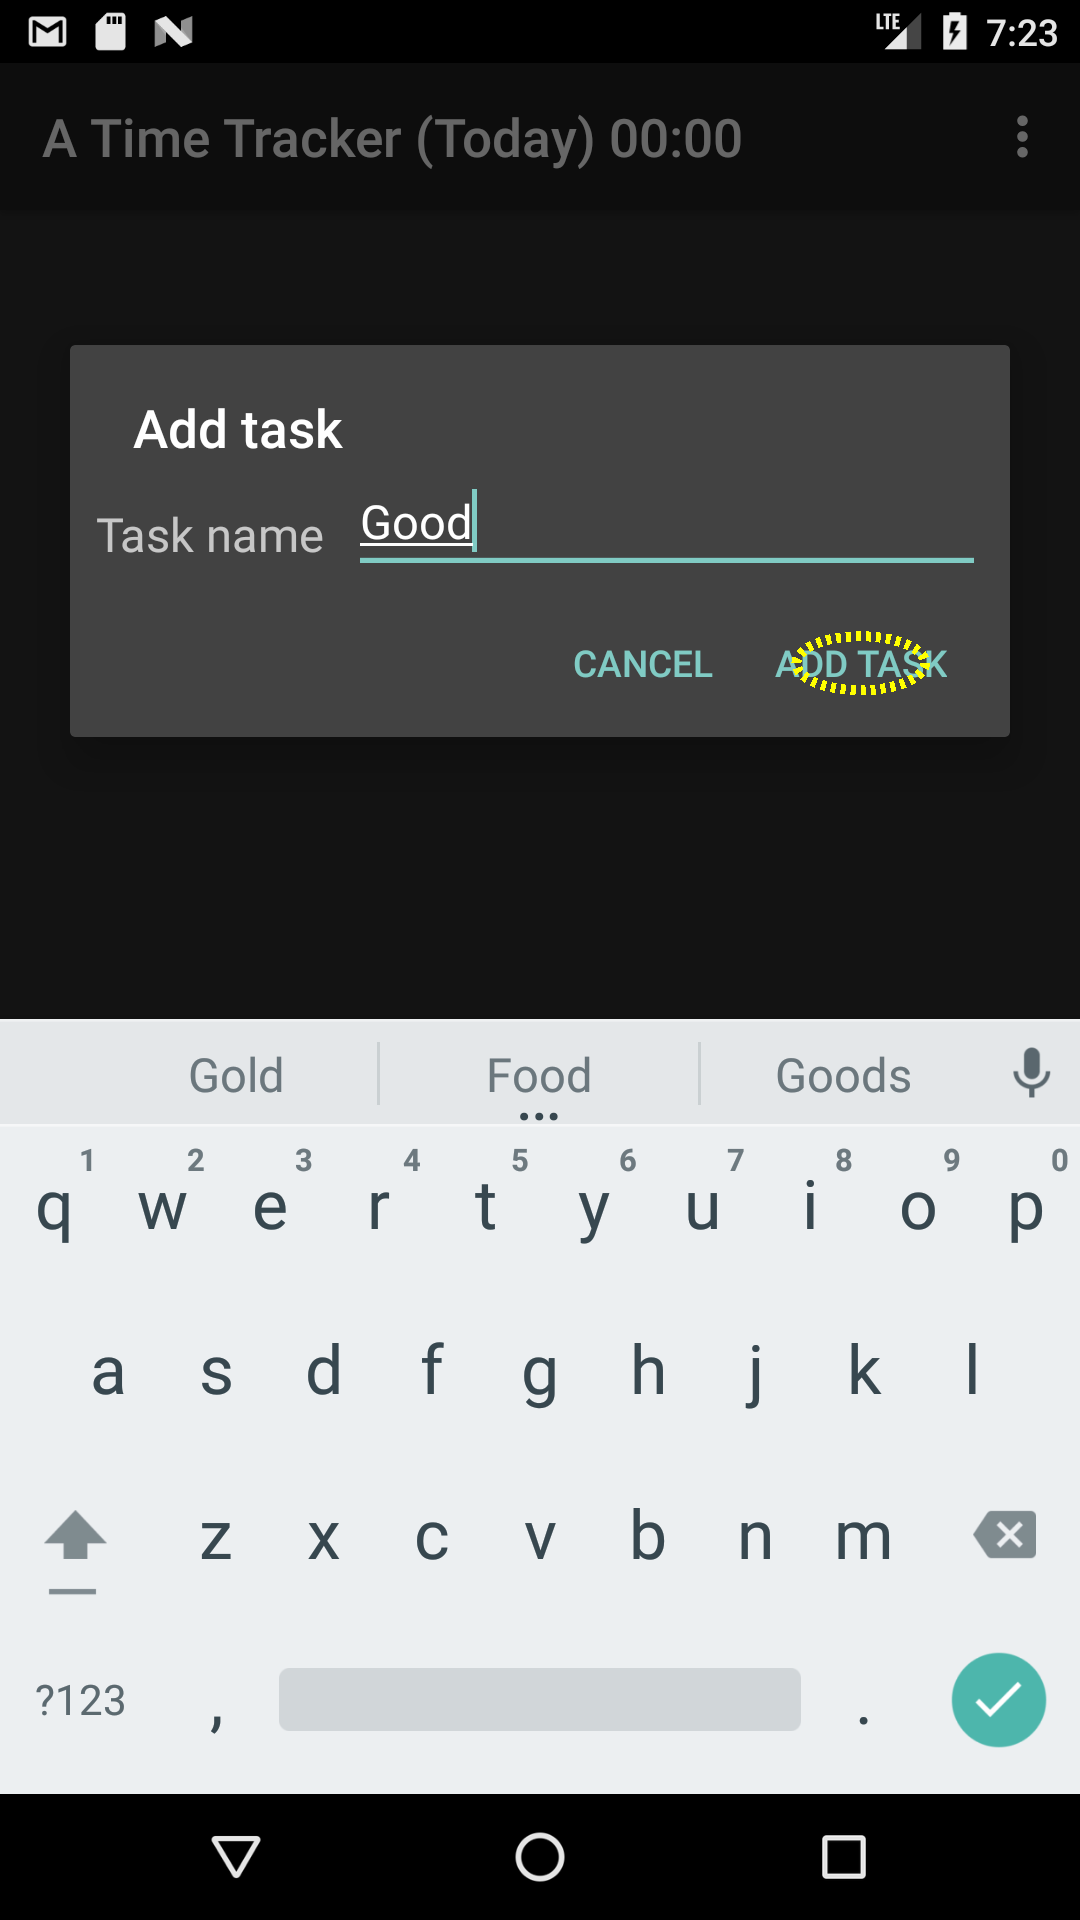 LTE 7:23
A Time Tracker (Today) 00:00
Add task
Task name Good
CANCEL ADD TASK
Gold Food Goods
1 2 3 4 5 6 7 8 9 0
q w e r t y u i o p
a s d f g h j k l
z x c v b n m
?123 , .